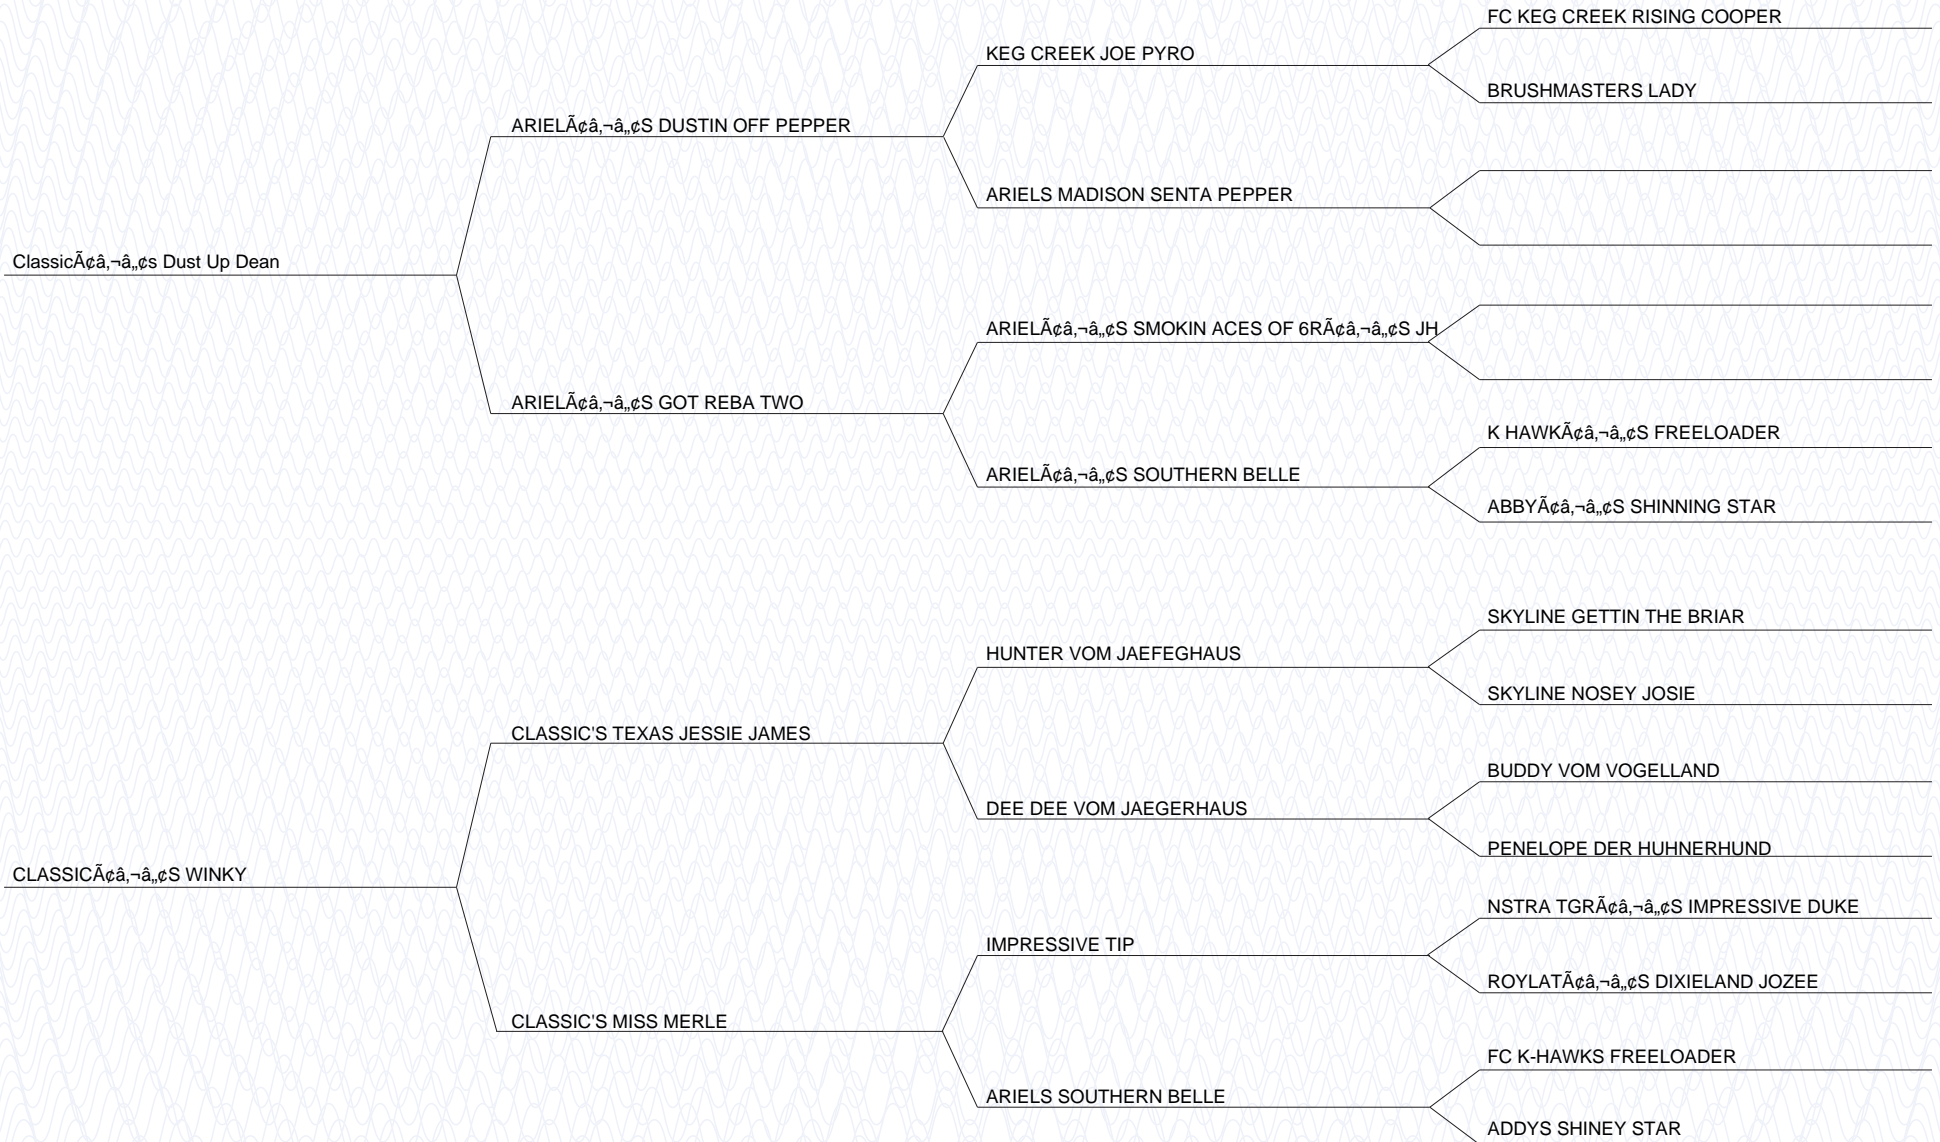 FC KEG CREEK RISING COOPER
KEG CREEK JOE PYRO
BRUSHMASTERS LADY
ARIELÃ¢â‚¬â„¢S DUSTIN OFF PEPPER
ARIELS MADISON SENTA PEPPER
ClassicÃ¢â‚¬â„¢s Dust Up Dean
ARIELÃ¢â‚¬â„¢S SMOKIN ACES OF 6RÃ¢â‚¬â„¢S JH
ARIELÃ¢â‚¬â„¢S GOT REBA TWO
K HAWKÃ¢â‚¬â„¢S FREELOADER
ARIELÃ¢â‚¬â„¢S SOUTHERN BELLE
ABBYÃ¢â‚¬â„¢S SHINNING STAR
SKYLINE GETTIN THE BRIAR
HUNTER VOM JAEFEGHAUS
SKYLINE NOSEY JOSIE
CLASSIC'S TEXAS JESSIE JAMES
BUDDY VOM VOGELLAND
DEE DEE VOM JAEGERHAUS
PENELOPE DER HUHNERHUND
CLASSICÃ¢â‚¬â„¢S WINKY
NSTRA TGRÃ¢â‚¬â„¢S IMPRESSIVE DUKE
IMPRESSIVE TIP
ROYLATÃ¢â‚¬â„¢S DIXIELAND JOZEE
CLASSIC'S MISS MERLE
FC K-HAWKS FREELOADER
ARIELS SOUTHERN BELLE
ADDYS SHINEY STAR